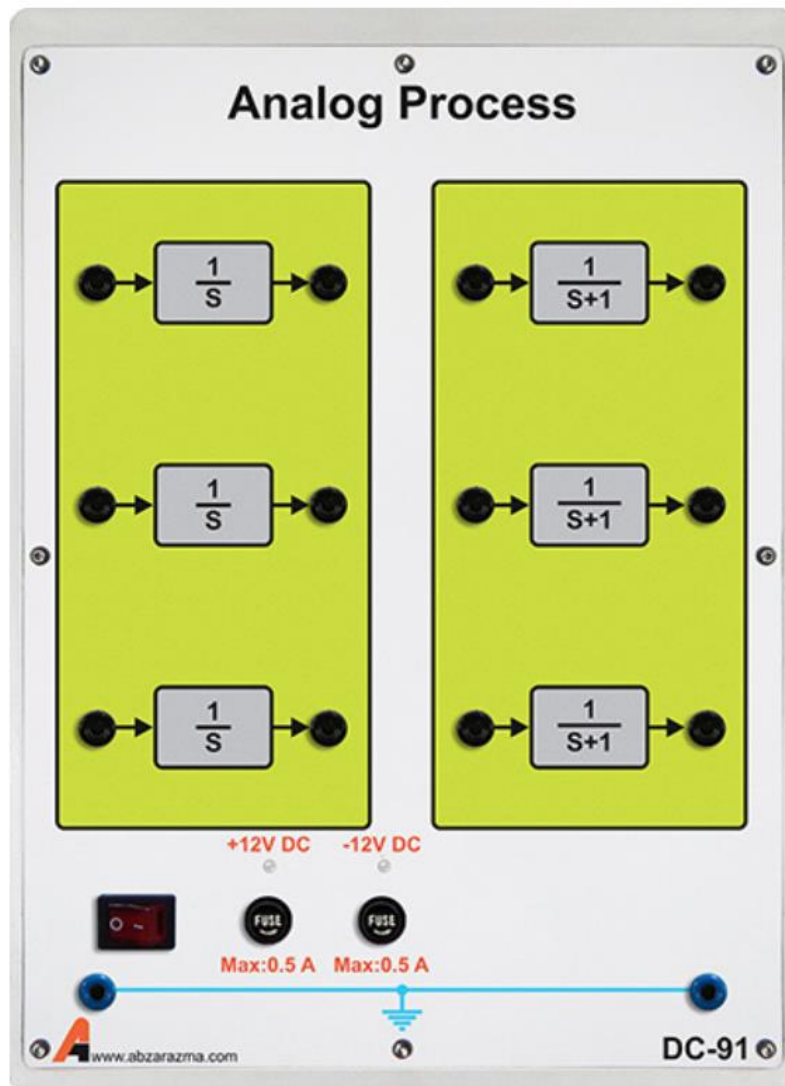 Analog Process
1
S
1
S+1
1
S
1
S+1
1
S
1
S+1
+12V DC -12V DC
O -
FUSE FUSE
Max:0.5 A Max:0.5 A
www.abzarazma.com
DC-91